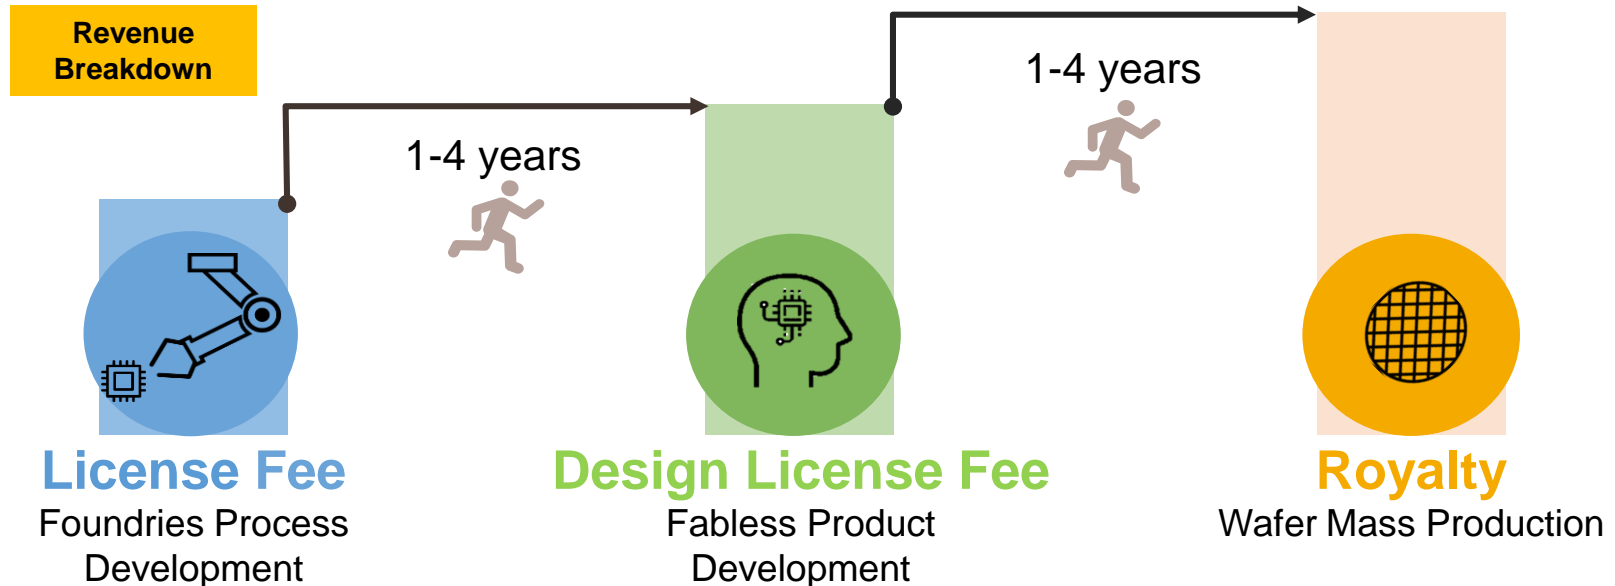 Revenue
Breakdown
1-4 years
1-4 years
License Fee
Foundries Process
Development
Design License Fee
Fabless Product
Development
Royalty
Wafer Mass Production